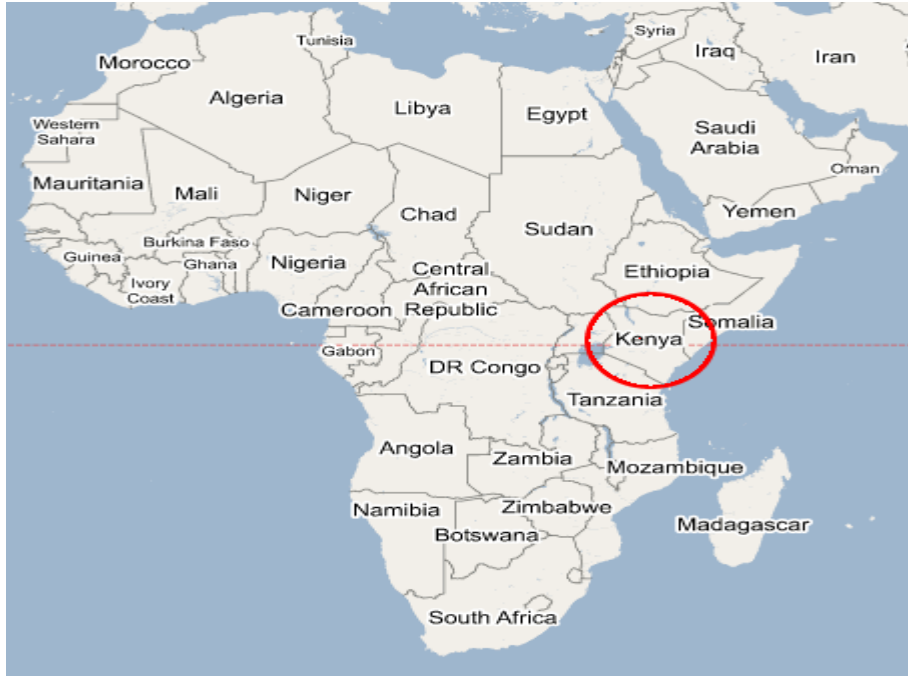 Tunisia
Syria
Morocco
Iraq
Iran
Algeria
Libya
Egypt
Western
Sahara
Saudi
Arabia
Oman
Mauritania
Mali
Niger
Chad
Yemen
Sudan
Burkina Faso
Guinea
Ghana
Nigeria
Ivory
Coast
Central
African
Republic
Ethiopia
Cameroon
Somalia
Kenya
Gabon
DR Congo
Tanzania
Angola
Zambia
Mozambique
Namibia
Zimbabwe
Botswana
Madagascar
South Africa